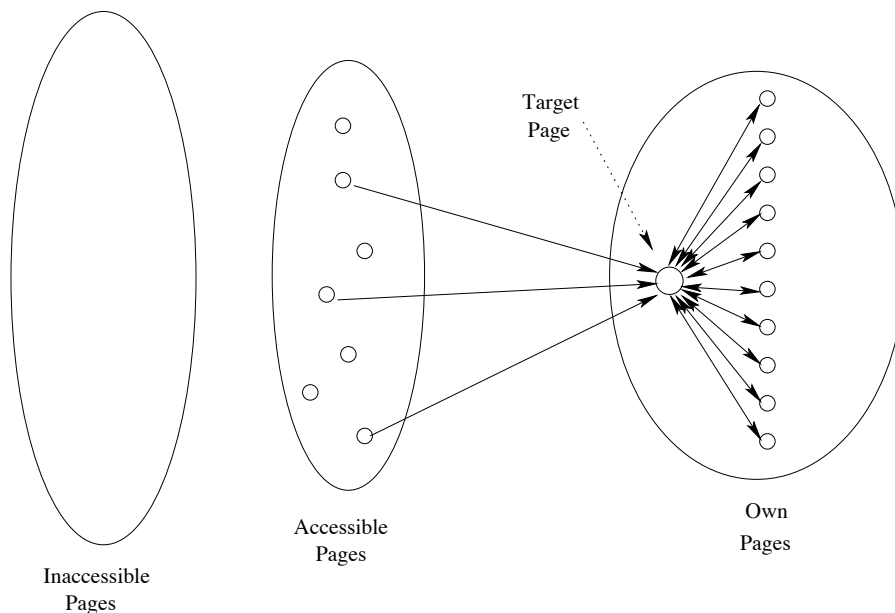 Target
Page
Accessible
Pages
Own
Pages
Inaccessible
Pages